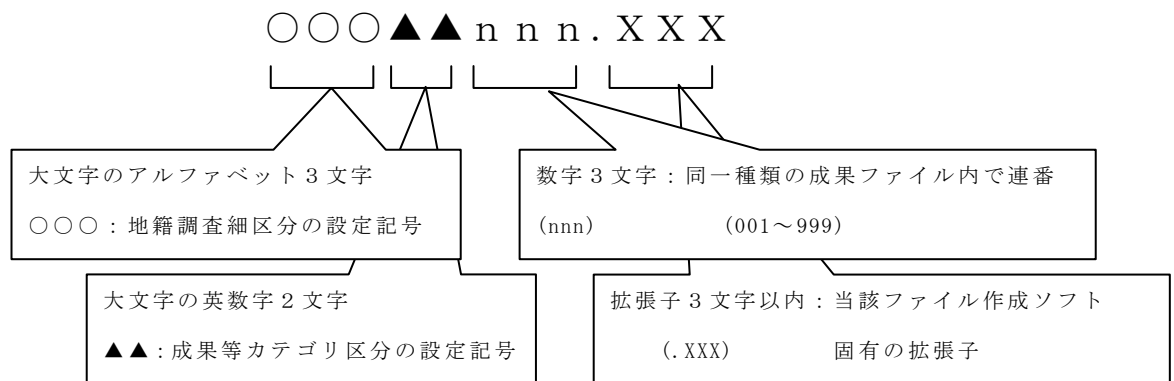 ○○○▲▲nnn.XXX
大文字のアルファベット3文字
○○○:地籍調査細区分の設定記号
数字3文字:同一種類の成果ファイル内で連番
(nnn) (001~999)
大文字の英数字2文字
▲▲:成果等カテゴリ区分の設定記号
拡張子3文字以内:当該ファイル作成ソフト
(.XXX) 固有の拡張子